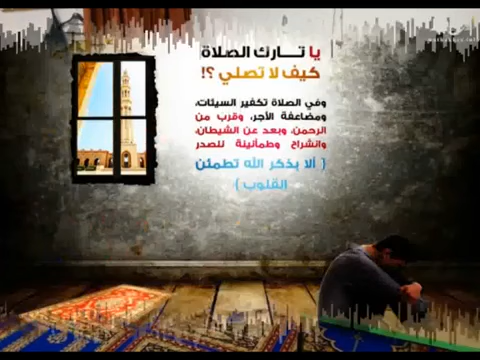 يا تارك الصلاة
كيف لا تصلي ؟!
وفي الصلاة تكفير السيئات،
ومضاعفة الأجر، وقرب من
الرحمن، وبعد عن الشيطان،
وانشراح وطمأنينة للصدر
( ألا بذكر الله تطمئن
القلوب )